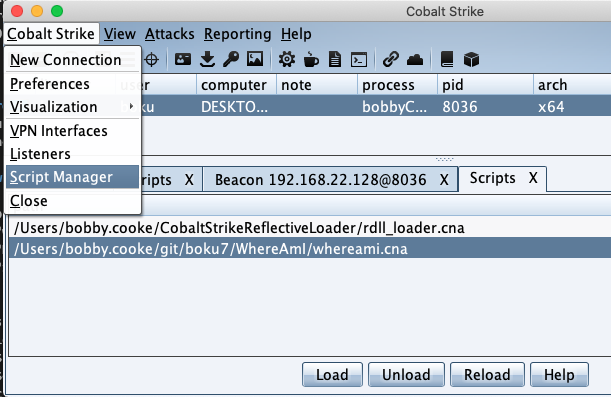 Cobalt Strike
Cobalt Strike View Attacks Reporting Help
New Connection
Preferences
Visualization
VPN Interfaces
Listeners
Script Manager
Close
user computer note process pid arch
DESKTO... bobbyC... 8036 x64
X Beacon 192.168.22.128@8036 X Scripts X
/Users/bobby.cooke/CobaltStrikeReflectiveLoader/rdll_loader.cna
/Users/bobby.cooke/git/boku7/WhereAmI/whereami.cna
Load Unload Reload Help